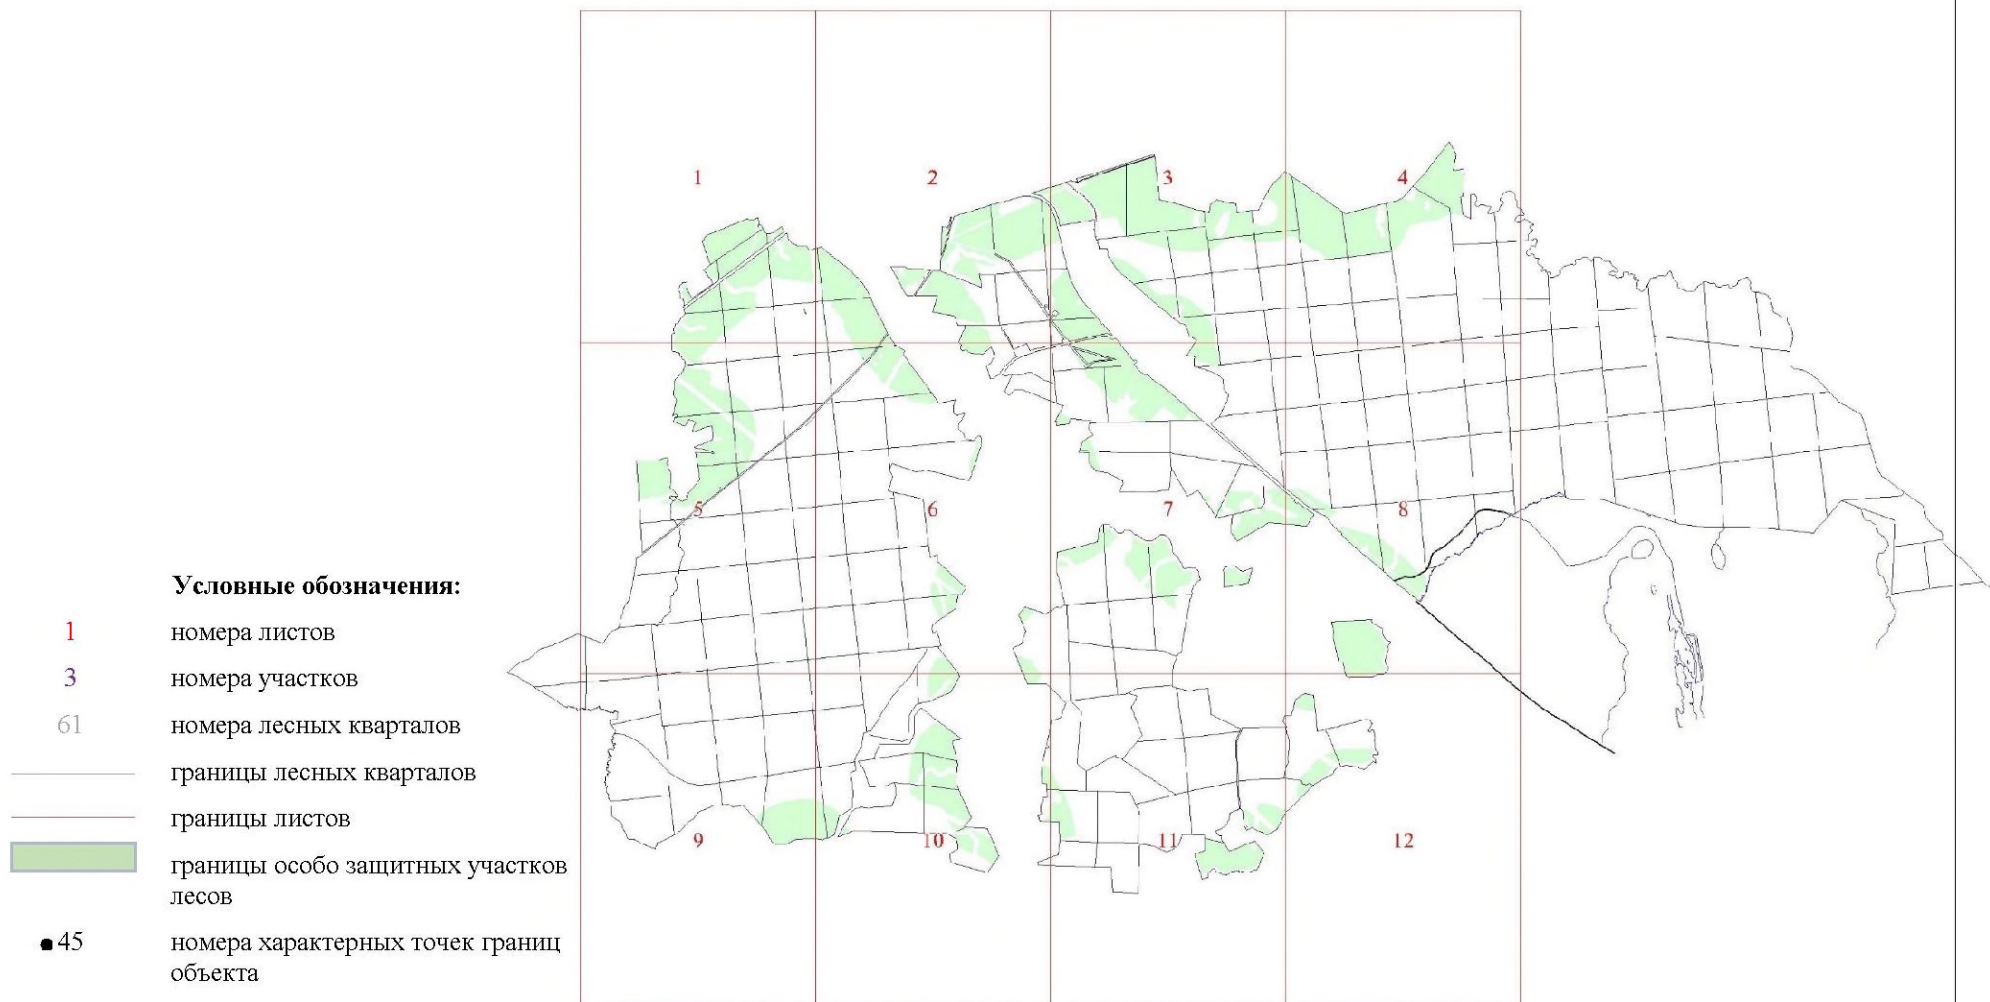 1
2
3
4
5
6
7
8
9
10
11
12
Условные обозначения:
1 номера листов
3 номера участков
61 номера лесных кварталов
границы лесных кварталов
границы листов
границы особо защитных участков
лесов
45 номера характерных точек границ
объекта